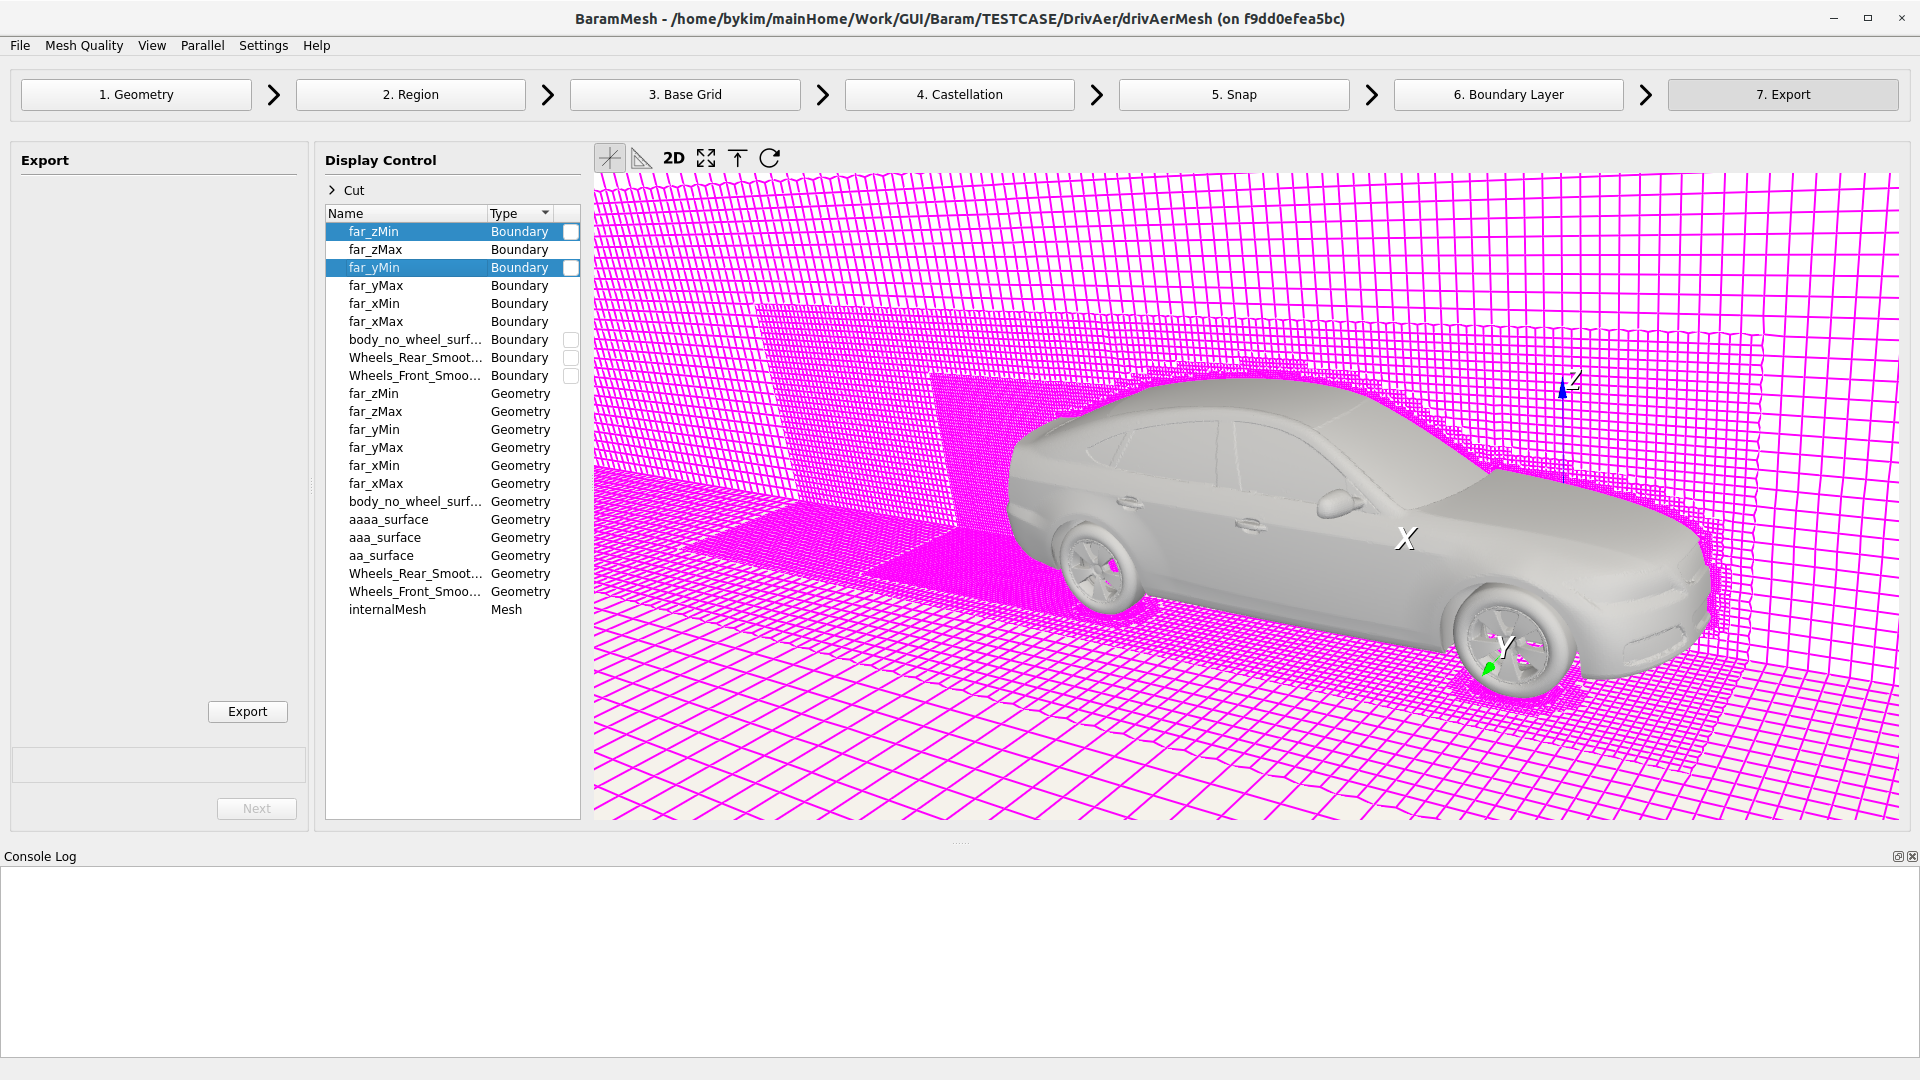 BaramMesh - /home/bykim/mainHome/Work/GUI/Baram/TESTCASE/DrivAer/drivAerMesh (on f9dd0efea5bc)
File Mesh Quality View Parallel Settings Help
1. Geometry 2. Region 3. Base Grid 4. Castellation 5. Snap 6. Boundary Layer 7. Export
Export
Export
Next
Display Control
Cut
Name Type
far_zMin Boundary
far_zMax Boundary
far_yMin Boundary
far_yMax Boundary
far_xMin Boundary
far_xMax Boundary
body_no_wheel_surf... Boundary
Wheels_Rear_Smoot... Boundary
Wheels_Front_Smoo... Boundary
far_zMin Geometry
far_zMax Geometry
far_yMin Geometry
far_yMax Geometry
far_xMin Geometry
far_xMax Geometry
body_no_wheel_surf... Geometry
aaaa_surface Geometry
aaa_surface Geometry
aa_surface Geometry
Wheels_Rear_Smoot... Geometry
Wheels_Front_Smoo... Geometry
internalMesh Mesh
2D
Z
X
Y
Console Log